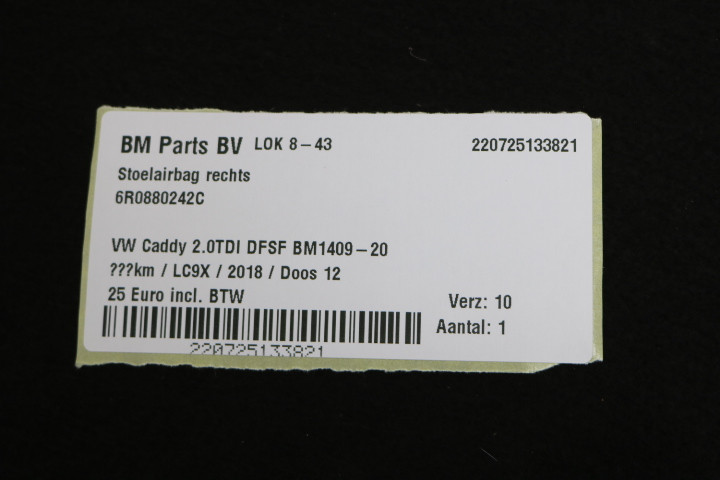 BM Parts BV LOK 8-43 220725133821
Stoelairbag rechts
6R0880242C
VW Caddy 2.0TDI DFSF BM1409-20
???km / LC9X / 2018 / Doos 12
25 Euro incl. BTW
Verz: 10
Aantal: 1
220725133821